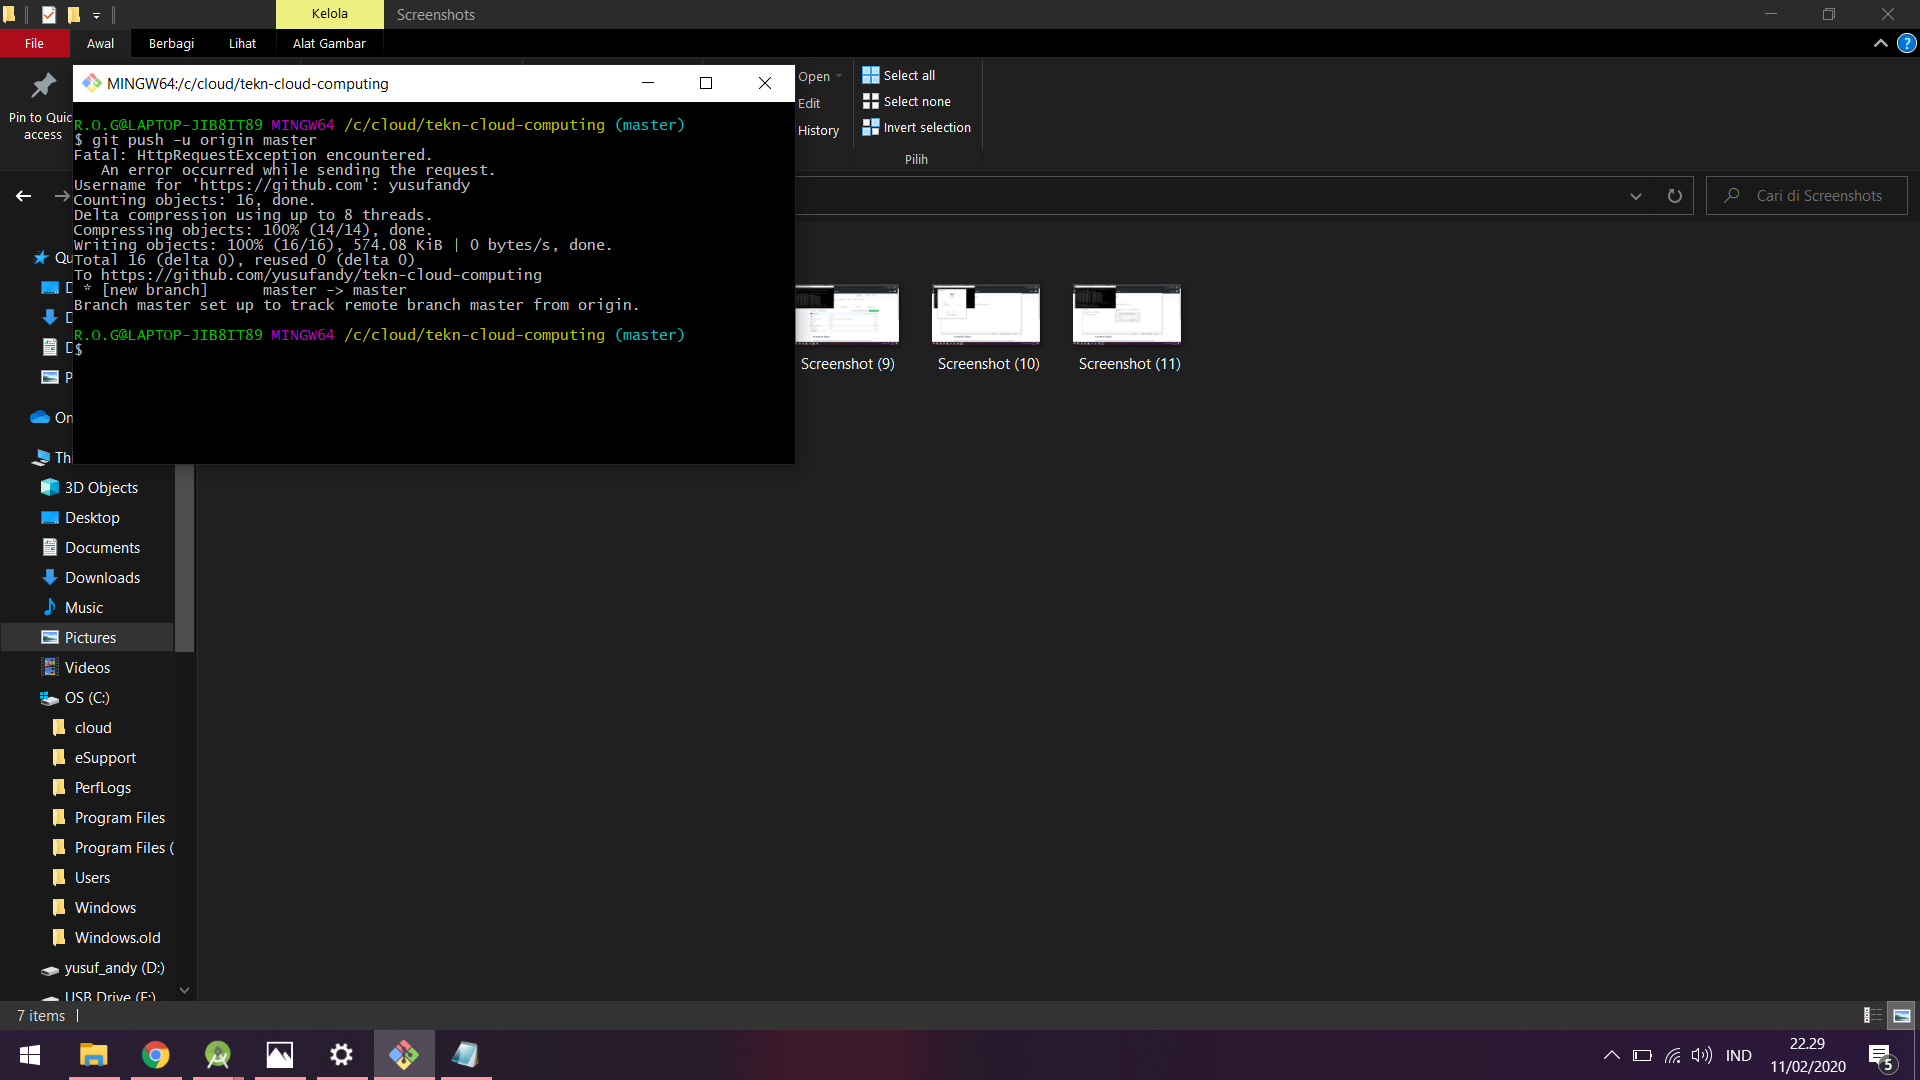 Kelola
Screenshots
File
Awal
Berbagi
Lihat
Alat Gambar
Pin to Quic
access
Open
Edit
History
Select all
Select none
Invert selection
Pilih
MINGW64:/c/cloud/tekn-cloud-computing
R.O.G@LAPTOP-JIB8IT89 MINGW64 /c/cloud/tekn-cloud-computing (master)
$ git push -u origin master
Fatal: HttpRequestException encountered.
An error occurred while sending the request.
Username for 'https://github.com': yusufandy
Counting objects: 16, done.
Delta compression using up to 8 threads.
Compressing objects: 100% (14/14), done.
Writing objects: 100% (16/16), 574.08 KiB | 0 bytes/s, done.
Total 16 (delta 0), reused 0 (delta 0)
To https://github.com/yusufandy/tekn-cloud-computing
* [new branch]      master -> master
Branch master set up to track remote branch master from origin.
R.O.G@LAPTOP-JIB8IT89 MINGW64 /c/cloud/tekn-cloud-computing (master)
$
Cari di Screenshots
Qu
D
D
D
P
On
Thi
3D Objects
Desktop
Documents
Downloads
Music
Pictures
Videos
OS (C:)
cloud
eSupport
PerfLogs
Program Files
Program Files (
Users
Windows
Windows.old
yusuf_andy (D:)
USB Drive (F:)
Screenshot (9)
Screenshot (10)
Screenshot (11)
7 items
IND
22.29
11/02/2020
5